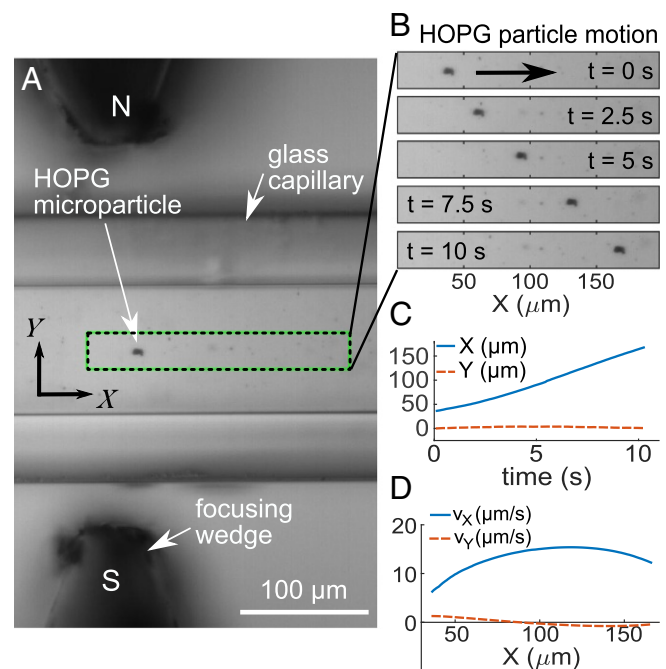 A
N
glass
capillary
HOPG
microparticle
Y
X
focusing
wedge
S
100 μm
B
HOPG particle motion
t = 0 s
t = 2.5 s
t = 5 s
t = 7.5 s
t = 10 s
50 100 150
X (μm)
C
X (μm)
Y (μm)
150
100
50
0
0 5 10
time (s)
D
vX(μm/s)
vY(μm/s)
20
10
0
50 100 150
X (μm)